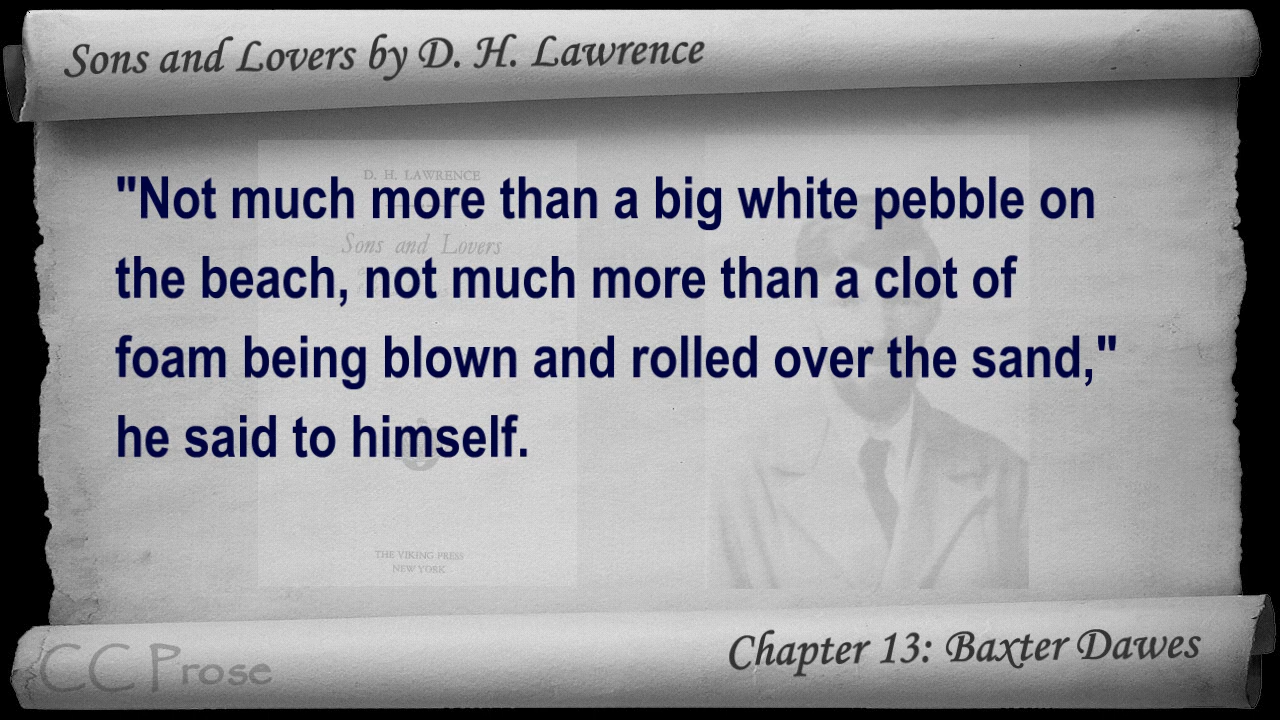 Sons and Lovers by D. H. Lawrence
D. H. LAWRENCE
"Not much more than a big white pebble on
Sons and Lovers
the beach, not much more than a clot of
foam being blown and rolled over the sand,"
he said to himself.
THE VIKING PRESS
NEW YORK
Chapter 13: Baxter Dawes
CC Prose